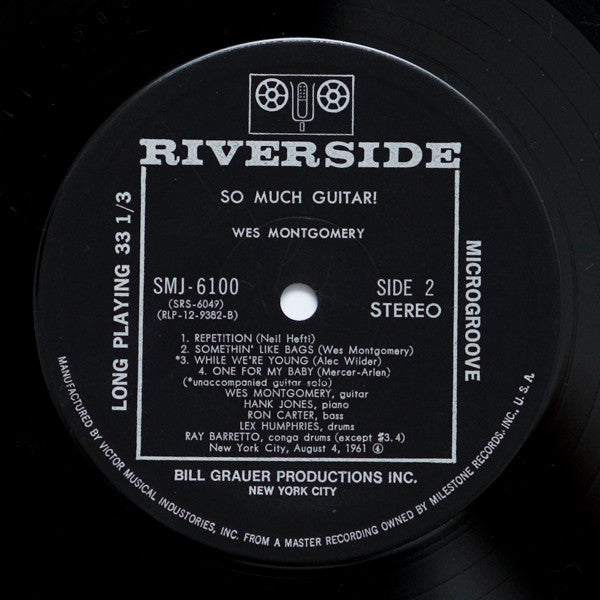 RIVERSIDE
SO MUCH GUITAR!
WES MONTGOMERY
LONG PLAYING 33 1/3
MICROGROOVE
SMJ-6100
(SRS-6049)
(RLP-12-9382-B)
SIDE 2
STEREO
1. REPETITION (Neil Hefti)
2. SOMETHIN' LIKE BAGS (Wes Montgomery)
*3. WHILE WE'RE YOUNG (Alec Wilder)
4. ONE FOR MY BABY (Mercer-Arlen)
(*unaccompanied guitar solo)
WES MONTGOMERY, guitar
HANK JONES, piano
RON CARTER, bass
LEX HUMPHRIES, drums
RAY BARRETTO, conga drums (except #3.4)
New York City, August 4, 1961
BILL GRAUER PRODUCTIONS INC.
NEW YORK CITY
MANUFACTURED BY VICTOR MUSICAL INDUSTORIES, INC. FROM A MASTER RECORDING OWNED BY MILESTONE RECORDS, INC., U. S. A.